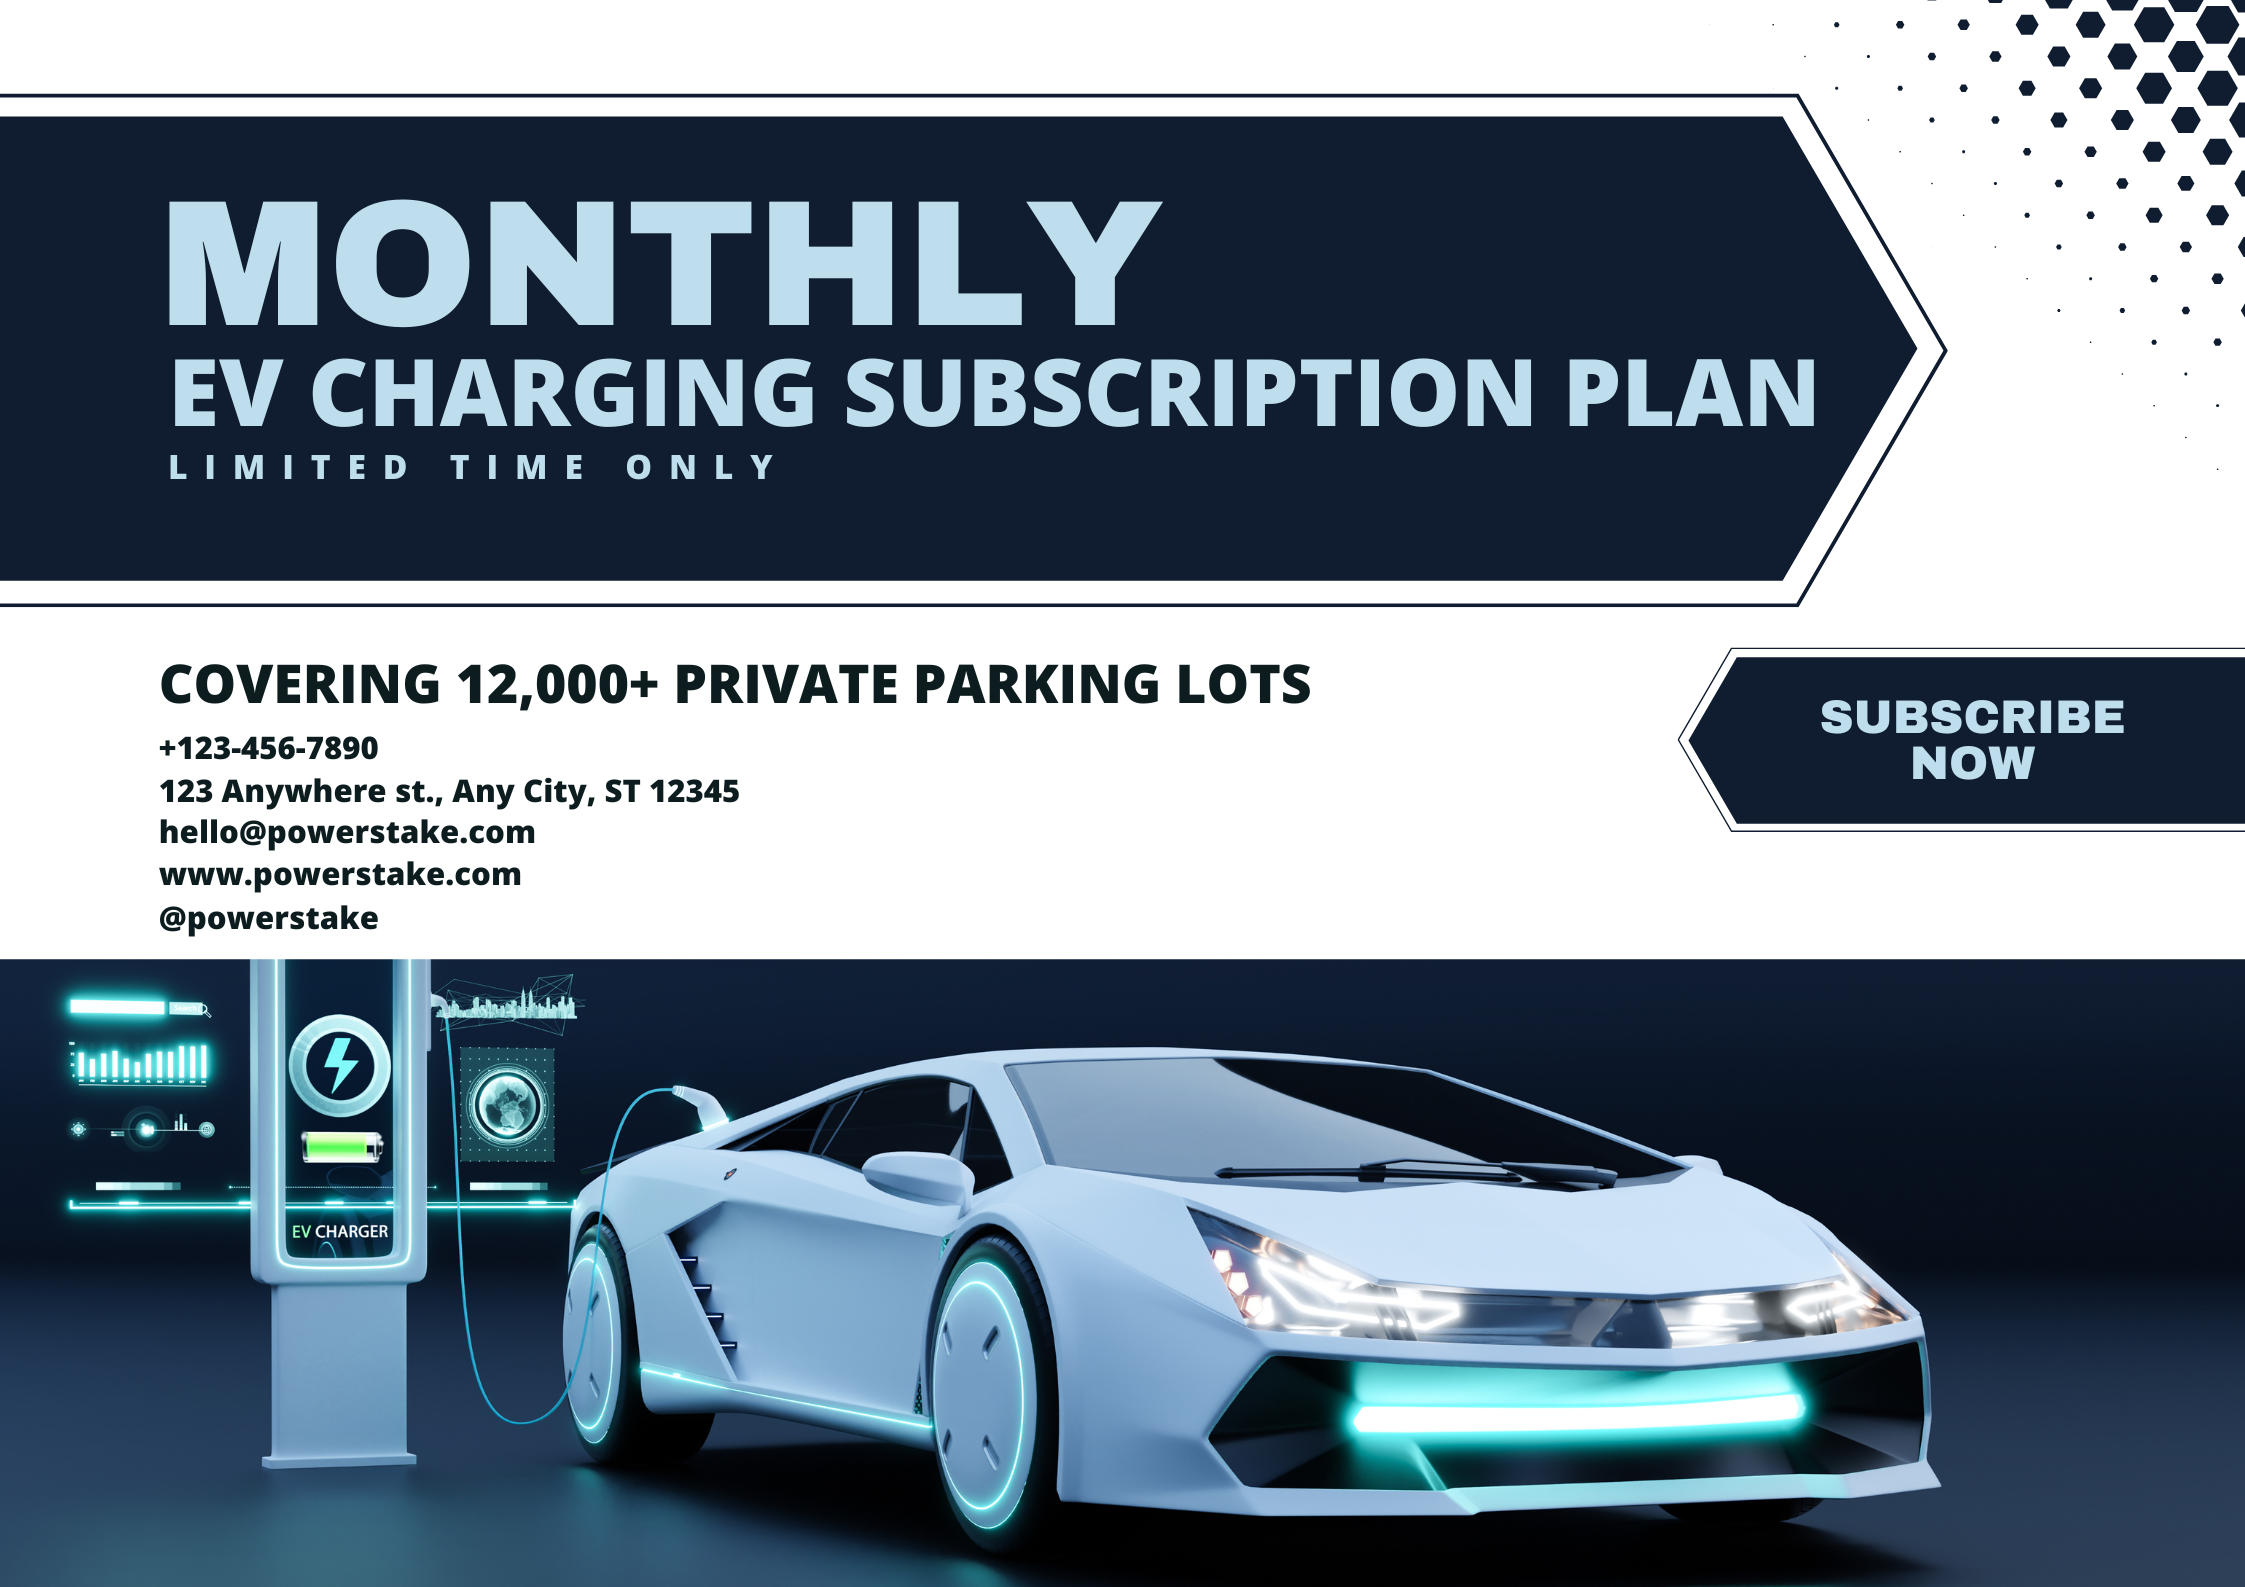 MONTHLY
EV CHARGING SUBSCRIPTION PLAN
LIMITED TIME ONLY
COVERING 12,000+ PRIVATE PARKING LOTS
+123-456-7890
123 Anywhere st., Any City, ST 12345
hello@powerstake.com
www.powerstake.com
@powerstake
SUBSCRIBE
NOW
EV CHARGER